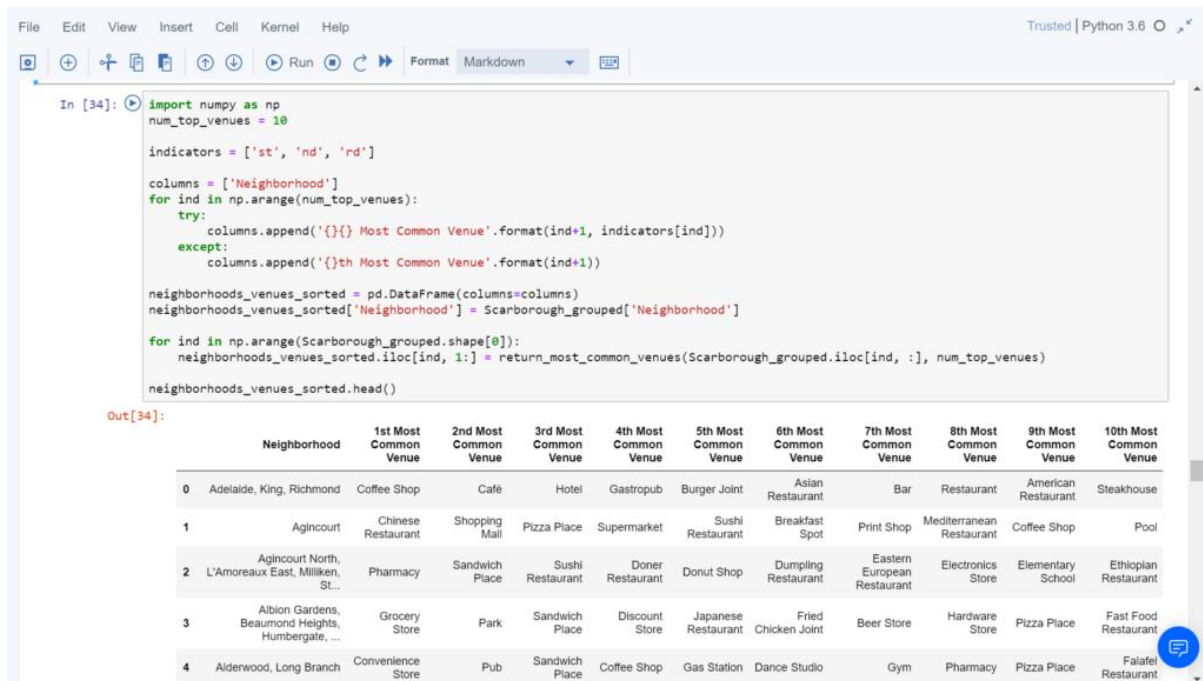 File Edit View Insert Cell Kernel Help Trusted | Python 3.6
Run Format Markdown
In [34]: import numpy as np
num_top_venues = 10
indicators = ['st', 'nd', 'rd']
columns = ['Neighborhood']
for ind in np.arange(num_top_venues):
    try:
        columns.append('{}{} Most Common Venue'.format(ind+1, indicators[ind]))
    except:
        columns.append('{}th Most Common Venue'.format(ind+1))
neighborhoods_venues_sorted = pd.DataFrame(columns=columns)
neighborhoods_venues_sorted['Neighborhood'] = Scarborough_grouped['Neighborhood']
for ind in np.arange(Scarborough_grouped.shape[0]):
    neighborhoods_venues_sorted.iloc[ind, 1:] = return_most_common_venues(Scarborough_grouped.iloc[ind, :], num_top_venues)
neighborhoods_venues_sorted.head()
Out[34]:
Neighborhood 1st Most Common Venue 2nd Most Common Venue 3rd Most Common Venue 4th Most Common Venue 5th Most Common Venue 6th Most Common Venue 7th Most Common Venue 8th Most Common Venue 9th Most Common Venue 10th Most Common Venue
0 Adelaide, King, Richmond Coffee Shop Café Hotel Gastropub Burger Joint Asian Restaurant Bar Restaurant American Restaurant Steakhouse
1 Agincourt Chinese Restaurant Shopping Mall Pizza Place Supermarket Sushi Restaurant Breakfast Spot Print Shop Mediterranean Restaurant Coffee Shop Pool
2 Agincourt North, L'Amoreaux East, Milliken, St... Pharmacy Sandwich Place Sushi Restaurant Doner Restaurant Donut Shop Dumpling Restaurant Eastern European Restaurant Electronics Store Elementary School Ethiopian Restaurant
3 Albion Gardens, Beaumond Heights, Humbergate, ... Grocery Store Park Sandwich Place Discount Store Japanese Restaurant Fried Chicken Joint Beer Store Hardware Store Pizza Place Fast Food Restaurant
4 Alderwood, Long Branch Convenience Store Pub Sandwich Place Coffee Shop Gas Station Dance Studio Gym Pharmacy Pizza Place Falafel Restaurant